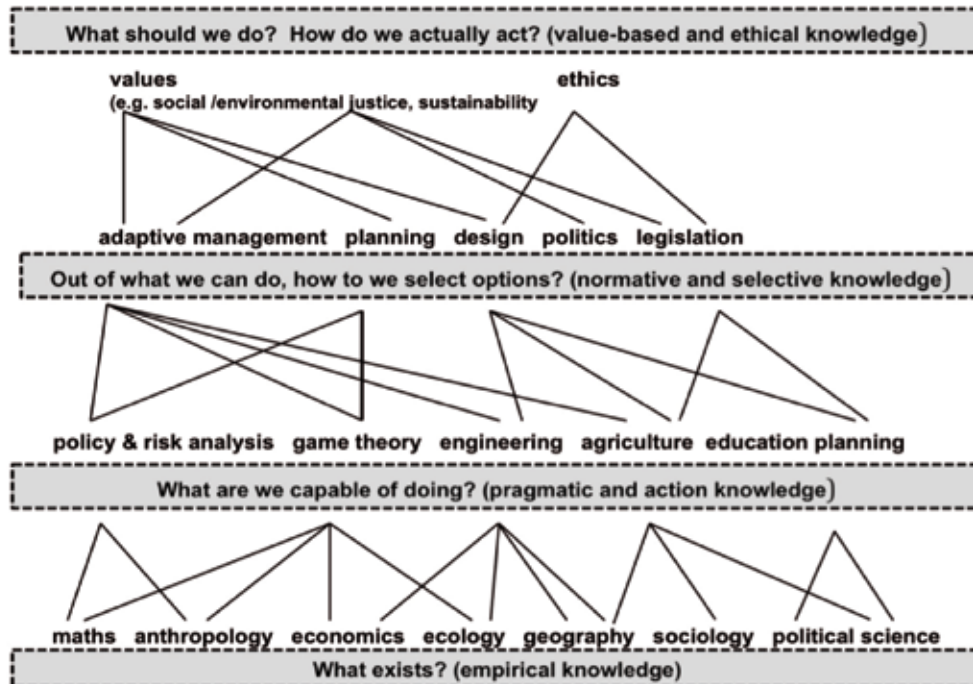 What should we do? How do we actually act? (value-based and ethical knowledge)
values ethics
(e.g. social /environmental justice, sustainability
adaptive management planning design politics legislation
Out of what we can do, how to we select options? (normative and selective knowledge)
policy & risk analysis game theory engineering agriculture education planning
What are we capable of doing? (pragmatic and action knowledge)
maths anthropology economics ecology geography sociology political science
What exists? (empirical knowledge)